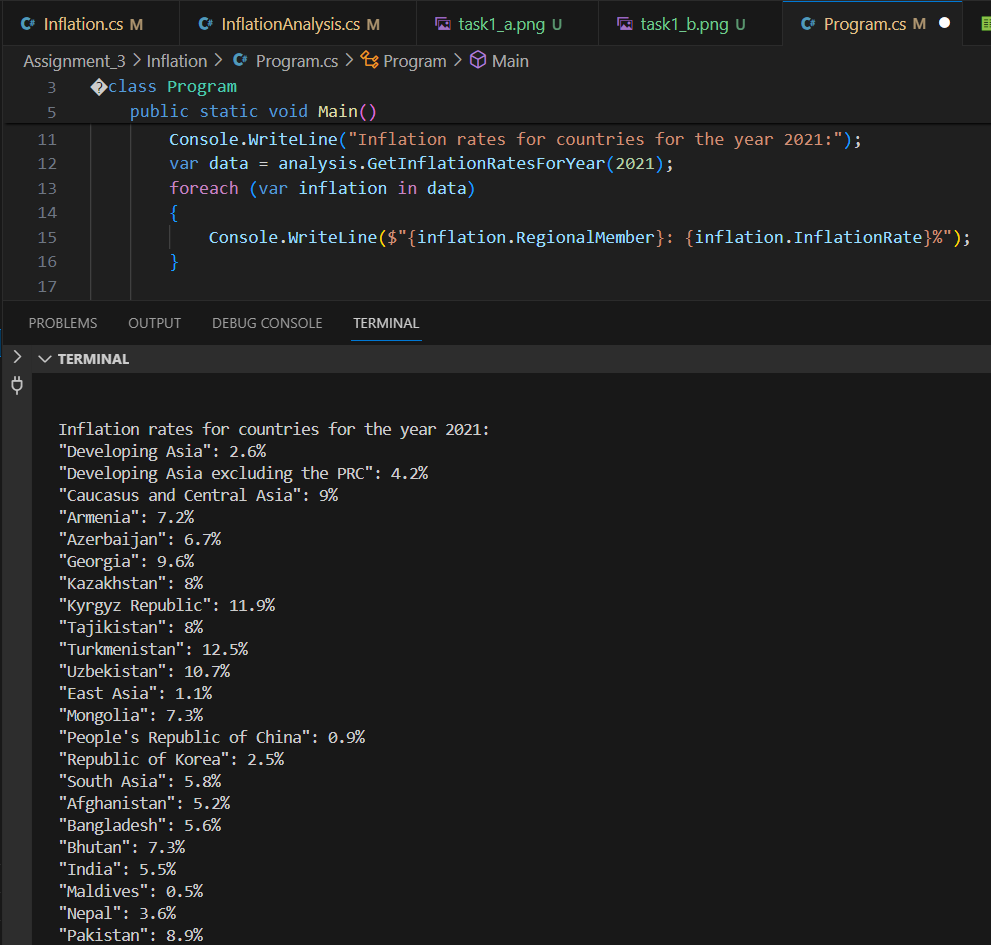 Inflation.cs M InflationAnalysis.cs M task1_a.png U task1_b.png U Program.cs M
Assignment_3 > Inflation > Program.cs > Program > Main
3 �class Program
5 public static void Main()
11 Console.WriteLine("Inflation rates for countries for the year 2021:");
12 var data = analysis.GetInflationRatesForYear(2021);
13 foreach (var inflation in data)
14 {
15 Console.WriteLine($"{inflation.RegionalMember}: {inflation.InflationRate}%");
16 }
17
PROBLEMS OUTPUT DEBUG CONSOLE TERMINAL
TERMINAL
Inflation rates for countries for the year 2021:
"Developing Asia": 2.6%
"Developing Asia excluding the PRC": 4.2%
"Caucasus and Central Asia": 9%
"Armenia": 7.2%
"Azerbaijan": 6.7%
"Georgia": 9.6%
"Kazakhstan": 8%
"Kyrgyz Republic": 11.9%
"Tajikistan": 8%
"Turkmenistan": 12.5%
"Uzbekistan": 10.7%
"East Asia": 1.1%
"Mongolia": 7.3%
"People's Republic of China": 0.9%
"Republic of Korea": 2.5%
"South Asia": 5.8%
"Afghanistan": 5.2%
"Bangladesh": 5.6%
"Bhutan": 7.3%
"India": 5.5%
"Maldives": 0.5%
"Nepal": 3.6%
"Pakistan": 8.9%